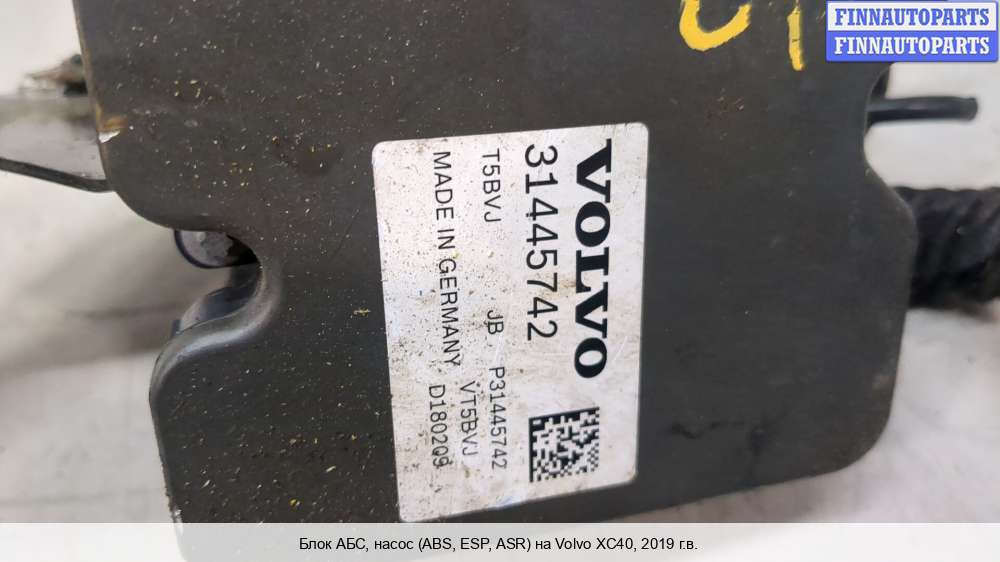 FINNAUTOPARTS
FINNAUTOPARTS
VOLVO
31445742
T5BVJ JB P31445742
VT5BVJ
MADE IN GERMANY D180209
Блок АБС, насос (ABS, ESP, ASR) на Volvo XC40, 2019 г.в.